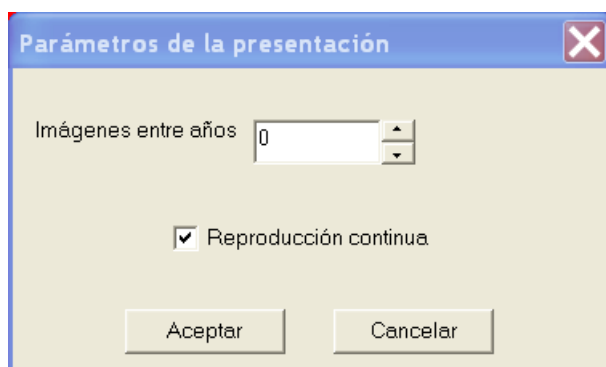 Parámetros de la presentación
Imágenes entre años 0
Reproducción continua
Aceptar Cancelar